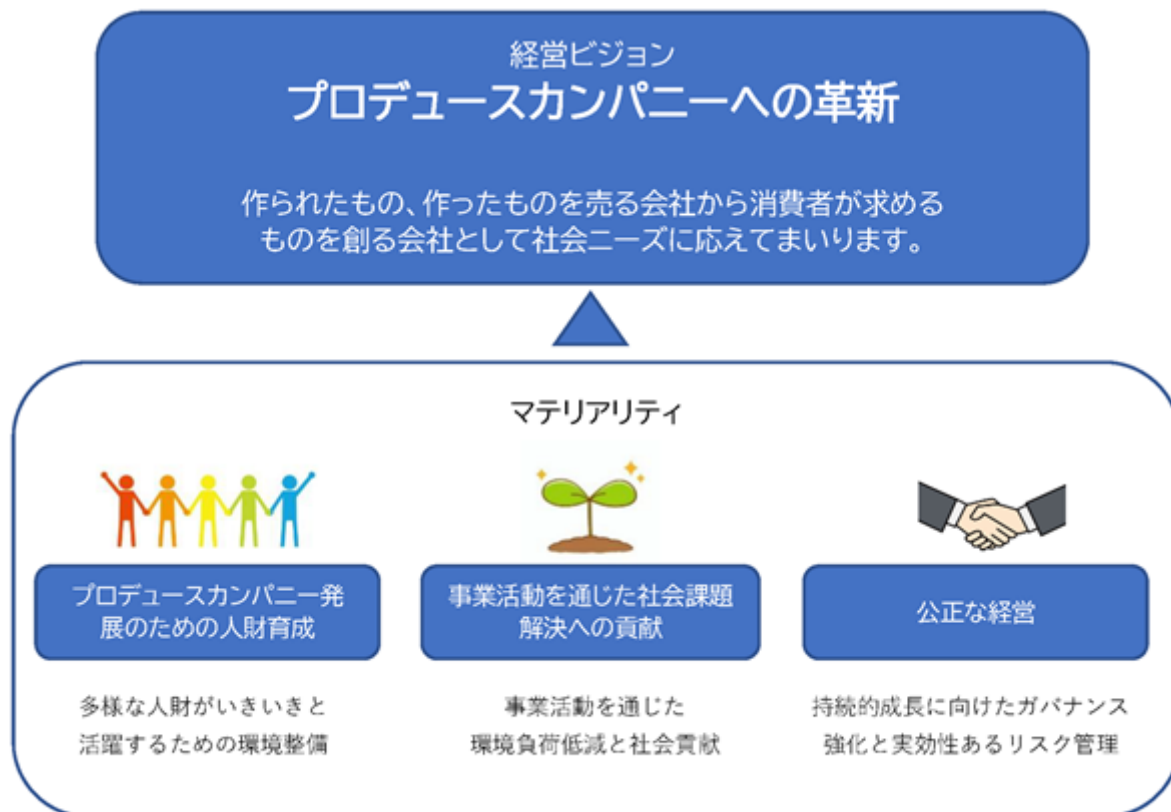 経営ビジョン
プロデュースカンパニーへの革新
作られたもの、作ったものを売る会社から消費者が求める
ものを創る会社として社会ニーズに応えてまいります。
マテリアリティ
プロデュースカンパニー発
展のための人財育成
多様な人財がいきいきと
活躍するための環境整備
事業活動を通じた社会課題
解決への貢献
事業活動を通じた
環境負荷低減と社会貢献
公正な経営
持続的成長に向けたガバナンス
強化と実効性あるリスク管理